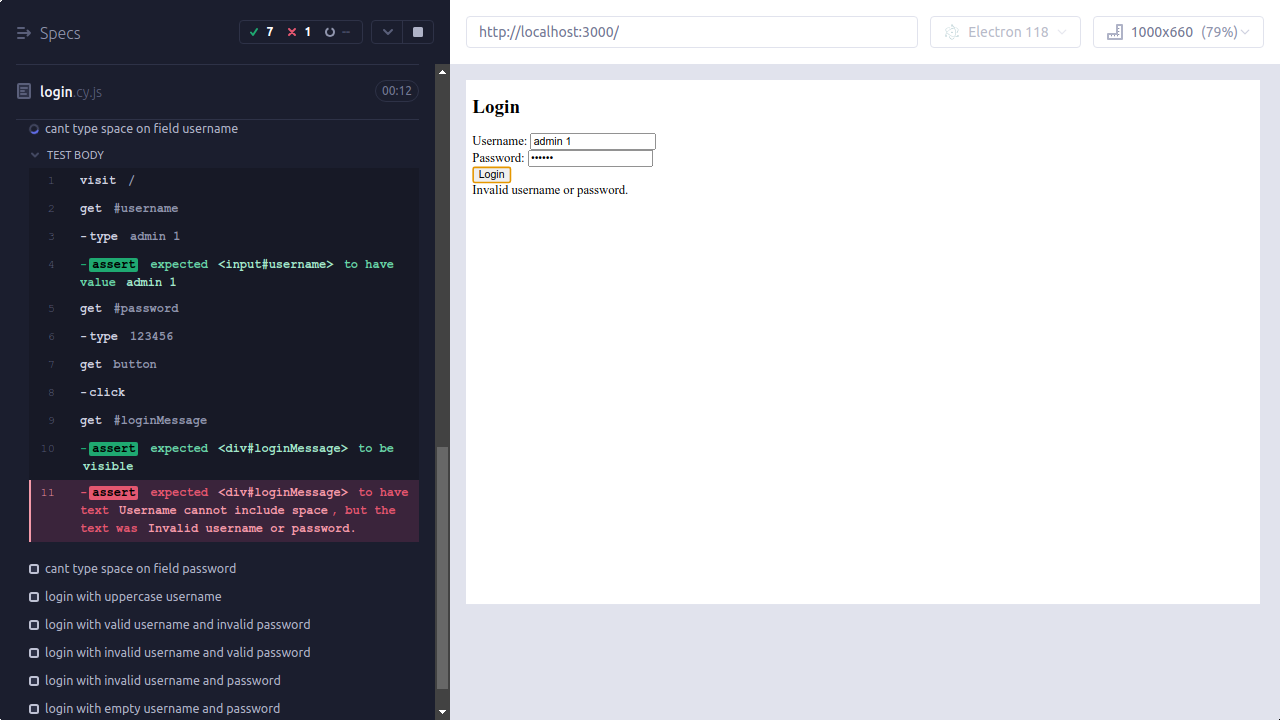 Specs
7 1 --
login.cy.js
00:12
cant type space on field username
TEST BODY
1 visit /
2 get #username
3 -type admin 1
4 -assert expected <input#username> to have
value admin 1
5 get #password
6 -type 123456
7 get button
8 -click
9 get #loginMessage
10 -assert expected <div#loginMessage> to be
visible
11 -assert expected <div#loginMessage> to have
text Username cannot include space, but the
text was Invalid username or password.
cant type space on field password
login with uppercase username
login with valid username and invalid password
login with invalid username and valid password
login with invalid username and password
login with empty username and password
http://localhost:3000/
Electron 118
1000x660 (79%)
Login
Username: admin 1
Password: ••••••
Login
Invalid username or password.